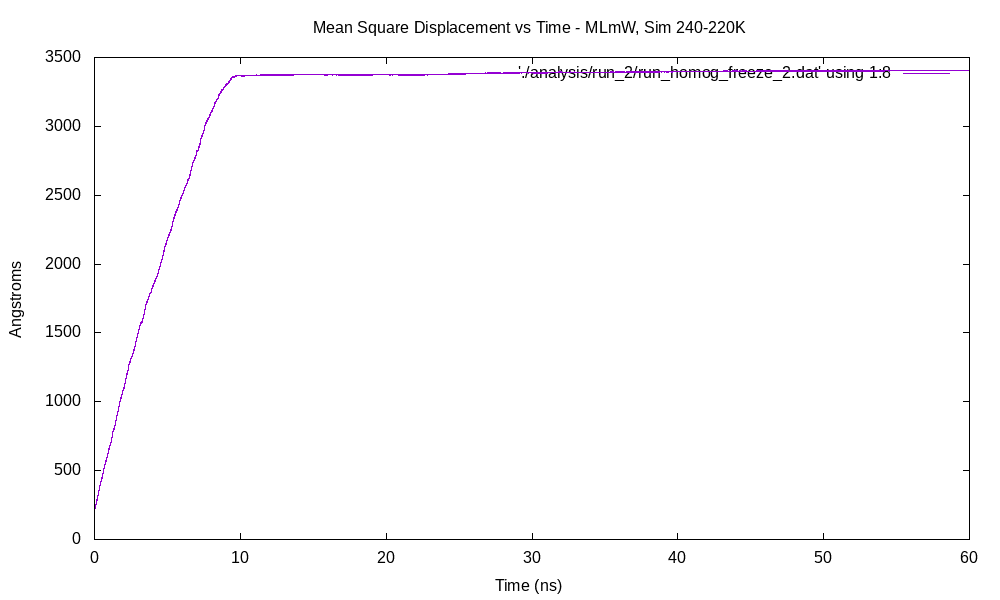 Mean Square Displacement vs Time - MLmW, Sim 240-220K
3500
'./analysis/run_2/run_homog_freeze_2.dat' using 1:8
3000
2500
2000
Angstroms
1500
1000
500
0
0 10 20 30 40 50 60
Time (ns)